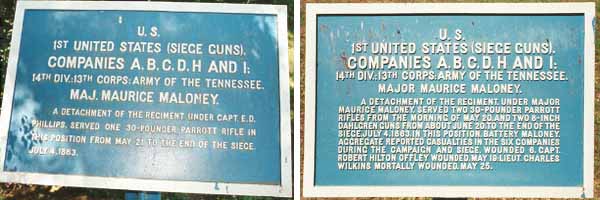 U.S.
1ST UNITED STATES (SIEGE GUNS),
COMPANIES A, B, C, D, H AND I;
14TH DIV.; 13TH CORPS; ARMY OF THE TENNESSEE.
MAJ. MAURICE MALONEY.
A DETACHMENT OF THE REGIMENT UNDER CAPT. E.D.
PHILLIPS, SERVED ONE 30-POUNDER PARROTT RIFLE IN
THIS POSITION FROM MAY 21 TO THE END OF THE SIEGE,
JULY 4, 1863.
U.S.
1ST UNITED STATES (SIEGE GUNS),
COMPANIES A, B, C, D, H AND I;
14TH DIV.; 13TH CORPS; ARMY OF THE TENNESSEE.
MAJOR MAURICE MALONEY.
A DETACHMENT OF THE REGIMENT, UNDER MAJOR
MAURICE MALONEY, SERVED TWO 30-POUNDER PARROTT
RIFLES FROM THE MORNING OF MAY 20, AND TWO 8-INCH
DAHLGREN GUNS FROM ABOUT JUNE 20, TO THE END OF THE
SIEGE, JULY 4, 1863, IN THIS POSITION, BATTERY MALONEY.
AGGREGATE REPORTED CASUALTIES IN THE SIX COMPANIES
DURING THE CAMPAIGN AND SIEGE, WOUNDED 6, CAPT.
ROBERT HILTON OFFLEY WOUNDED, MAY 19, LIEUT. CHARLES
WILKINS MORTALLY WOUNDED, MAY 25.